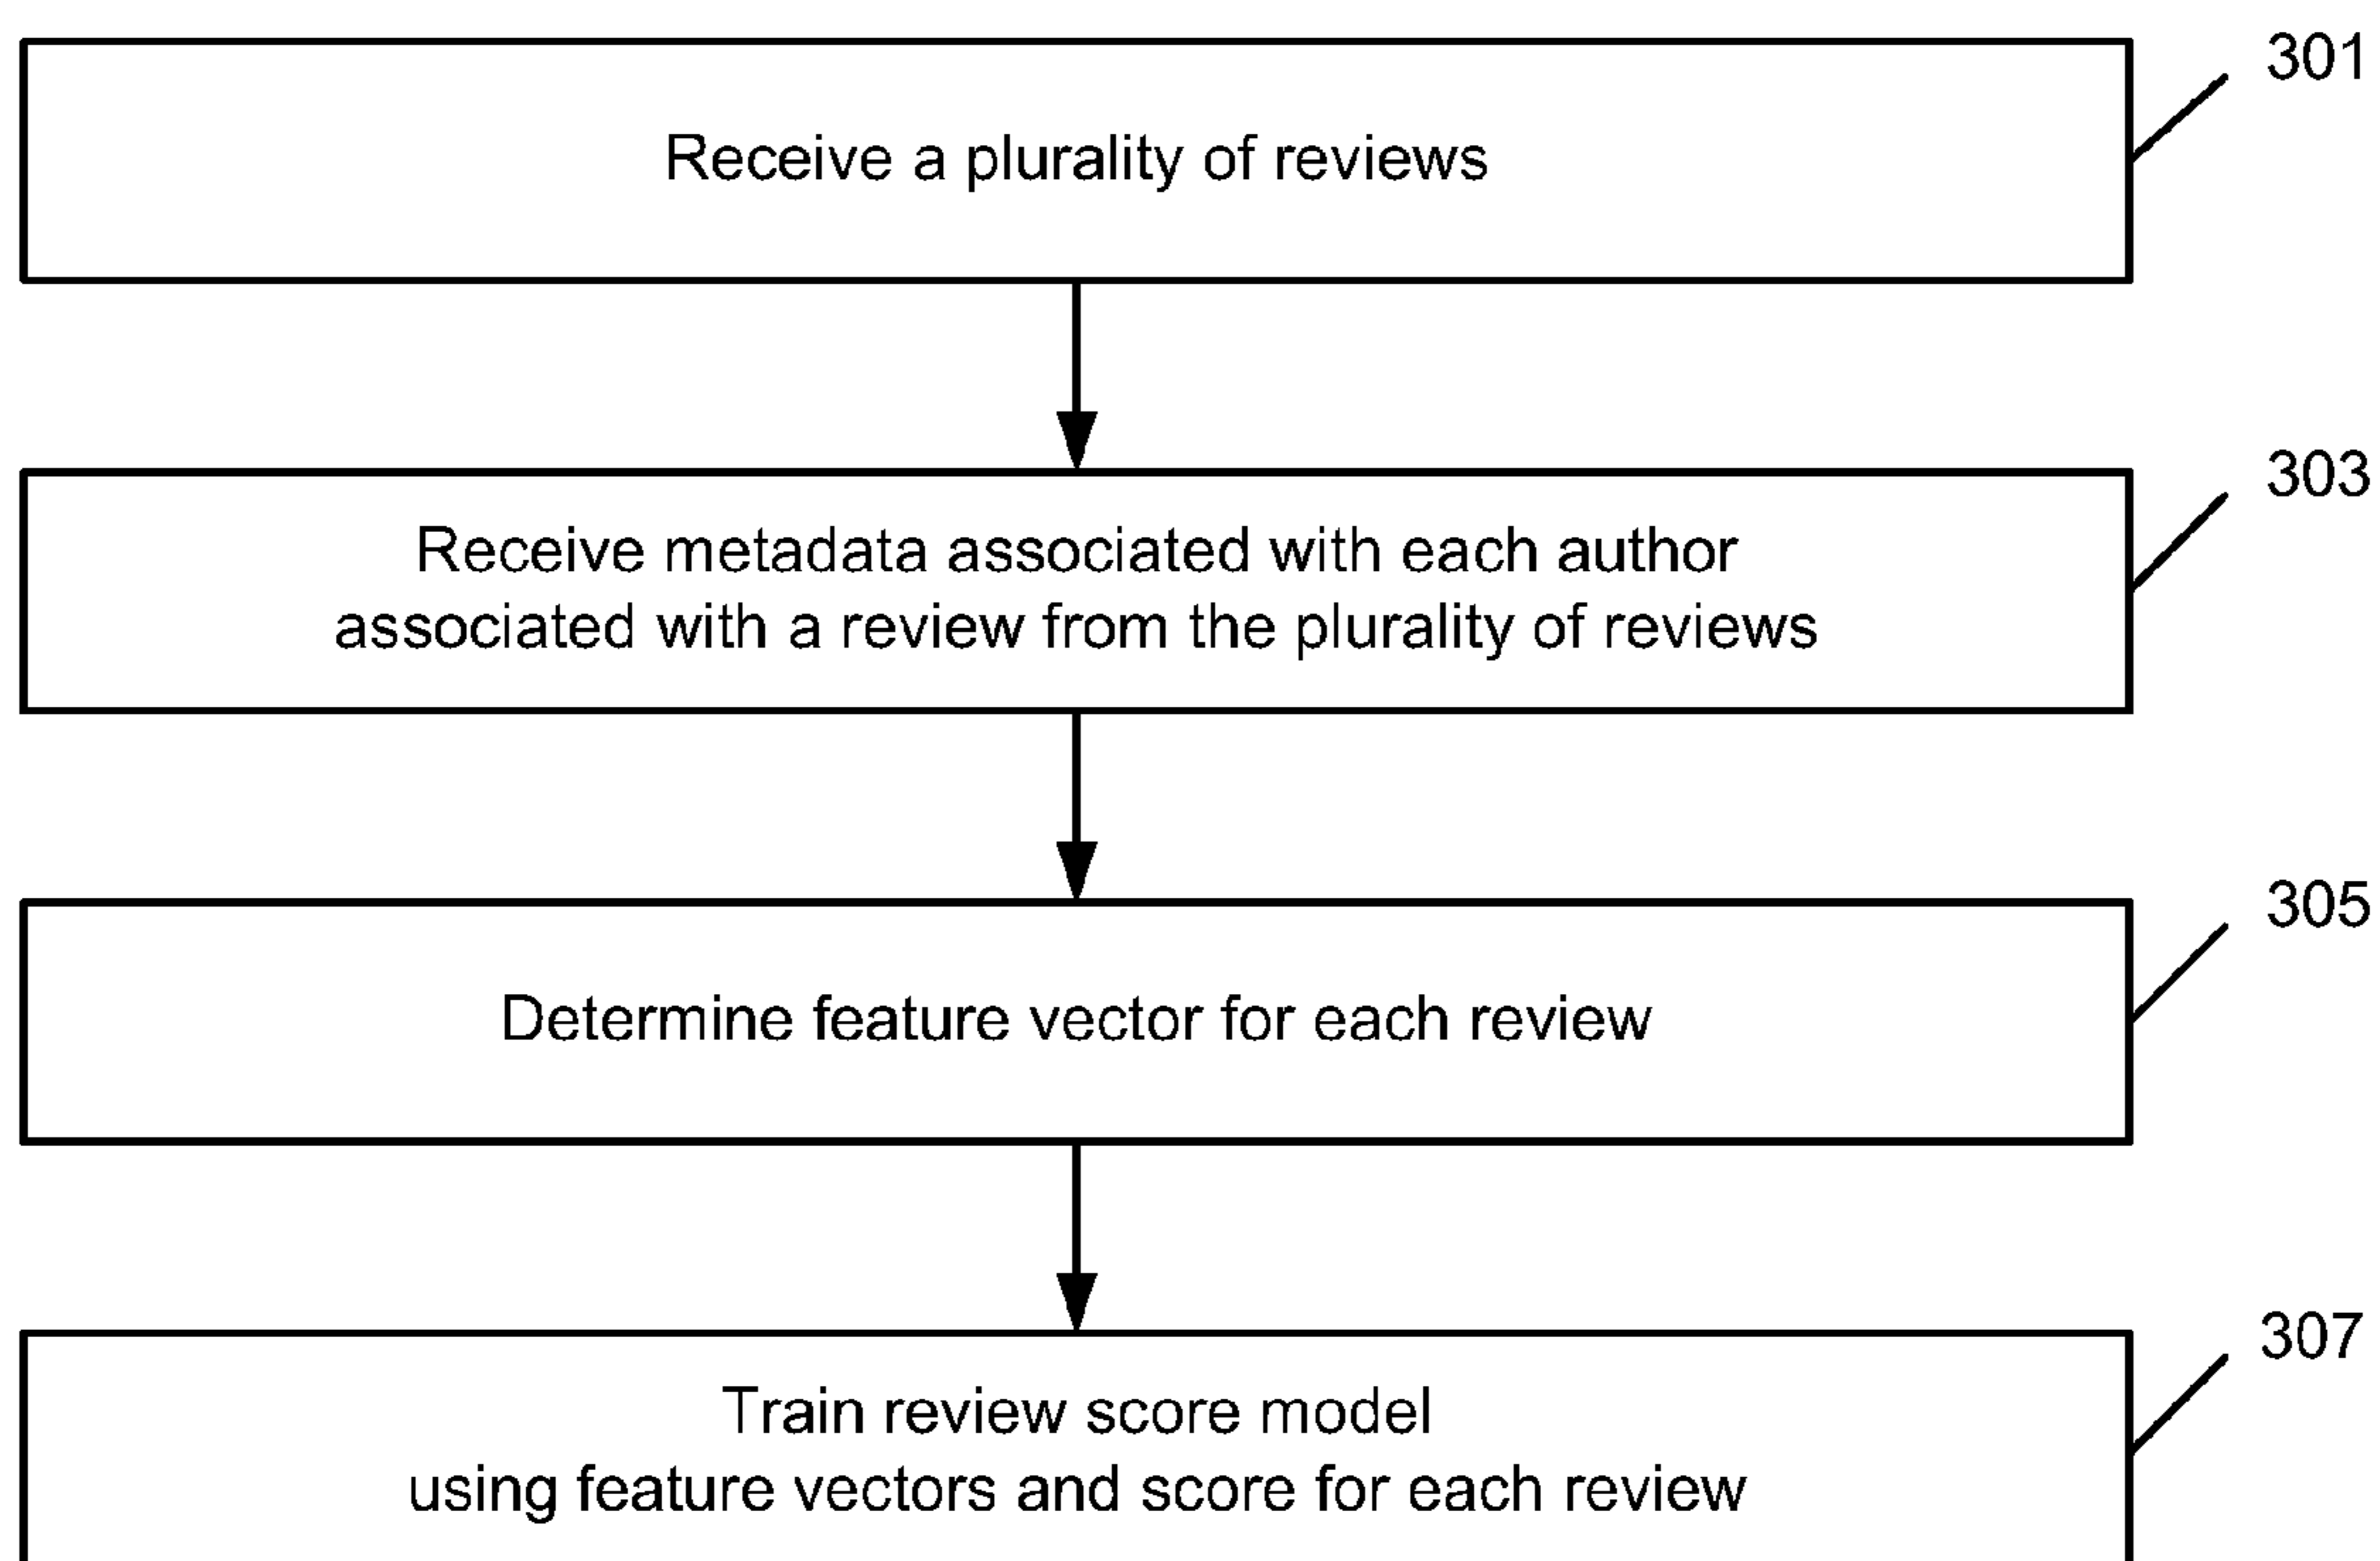 301
Receive a plurality of reviews
303
Receive metadata associated with each author
associated with a review from the plurality of reviews
305
Determine feature vector for each review
307
Train review score model
using feature vectors and score for each review